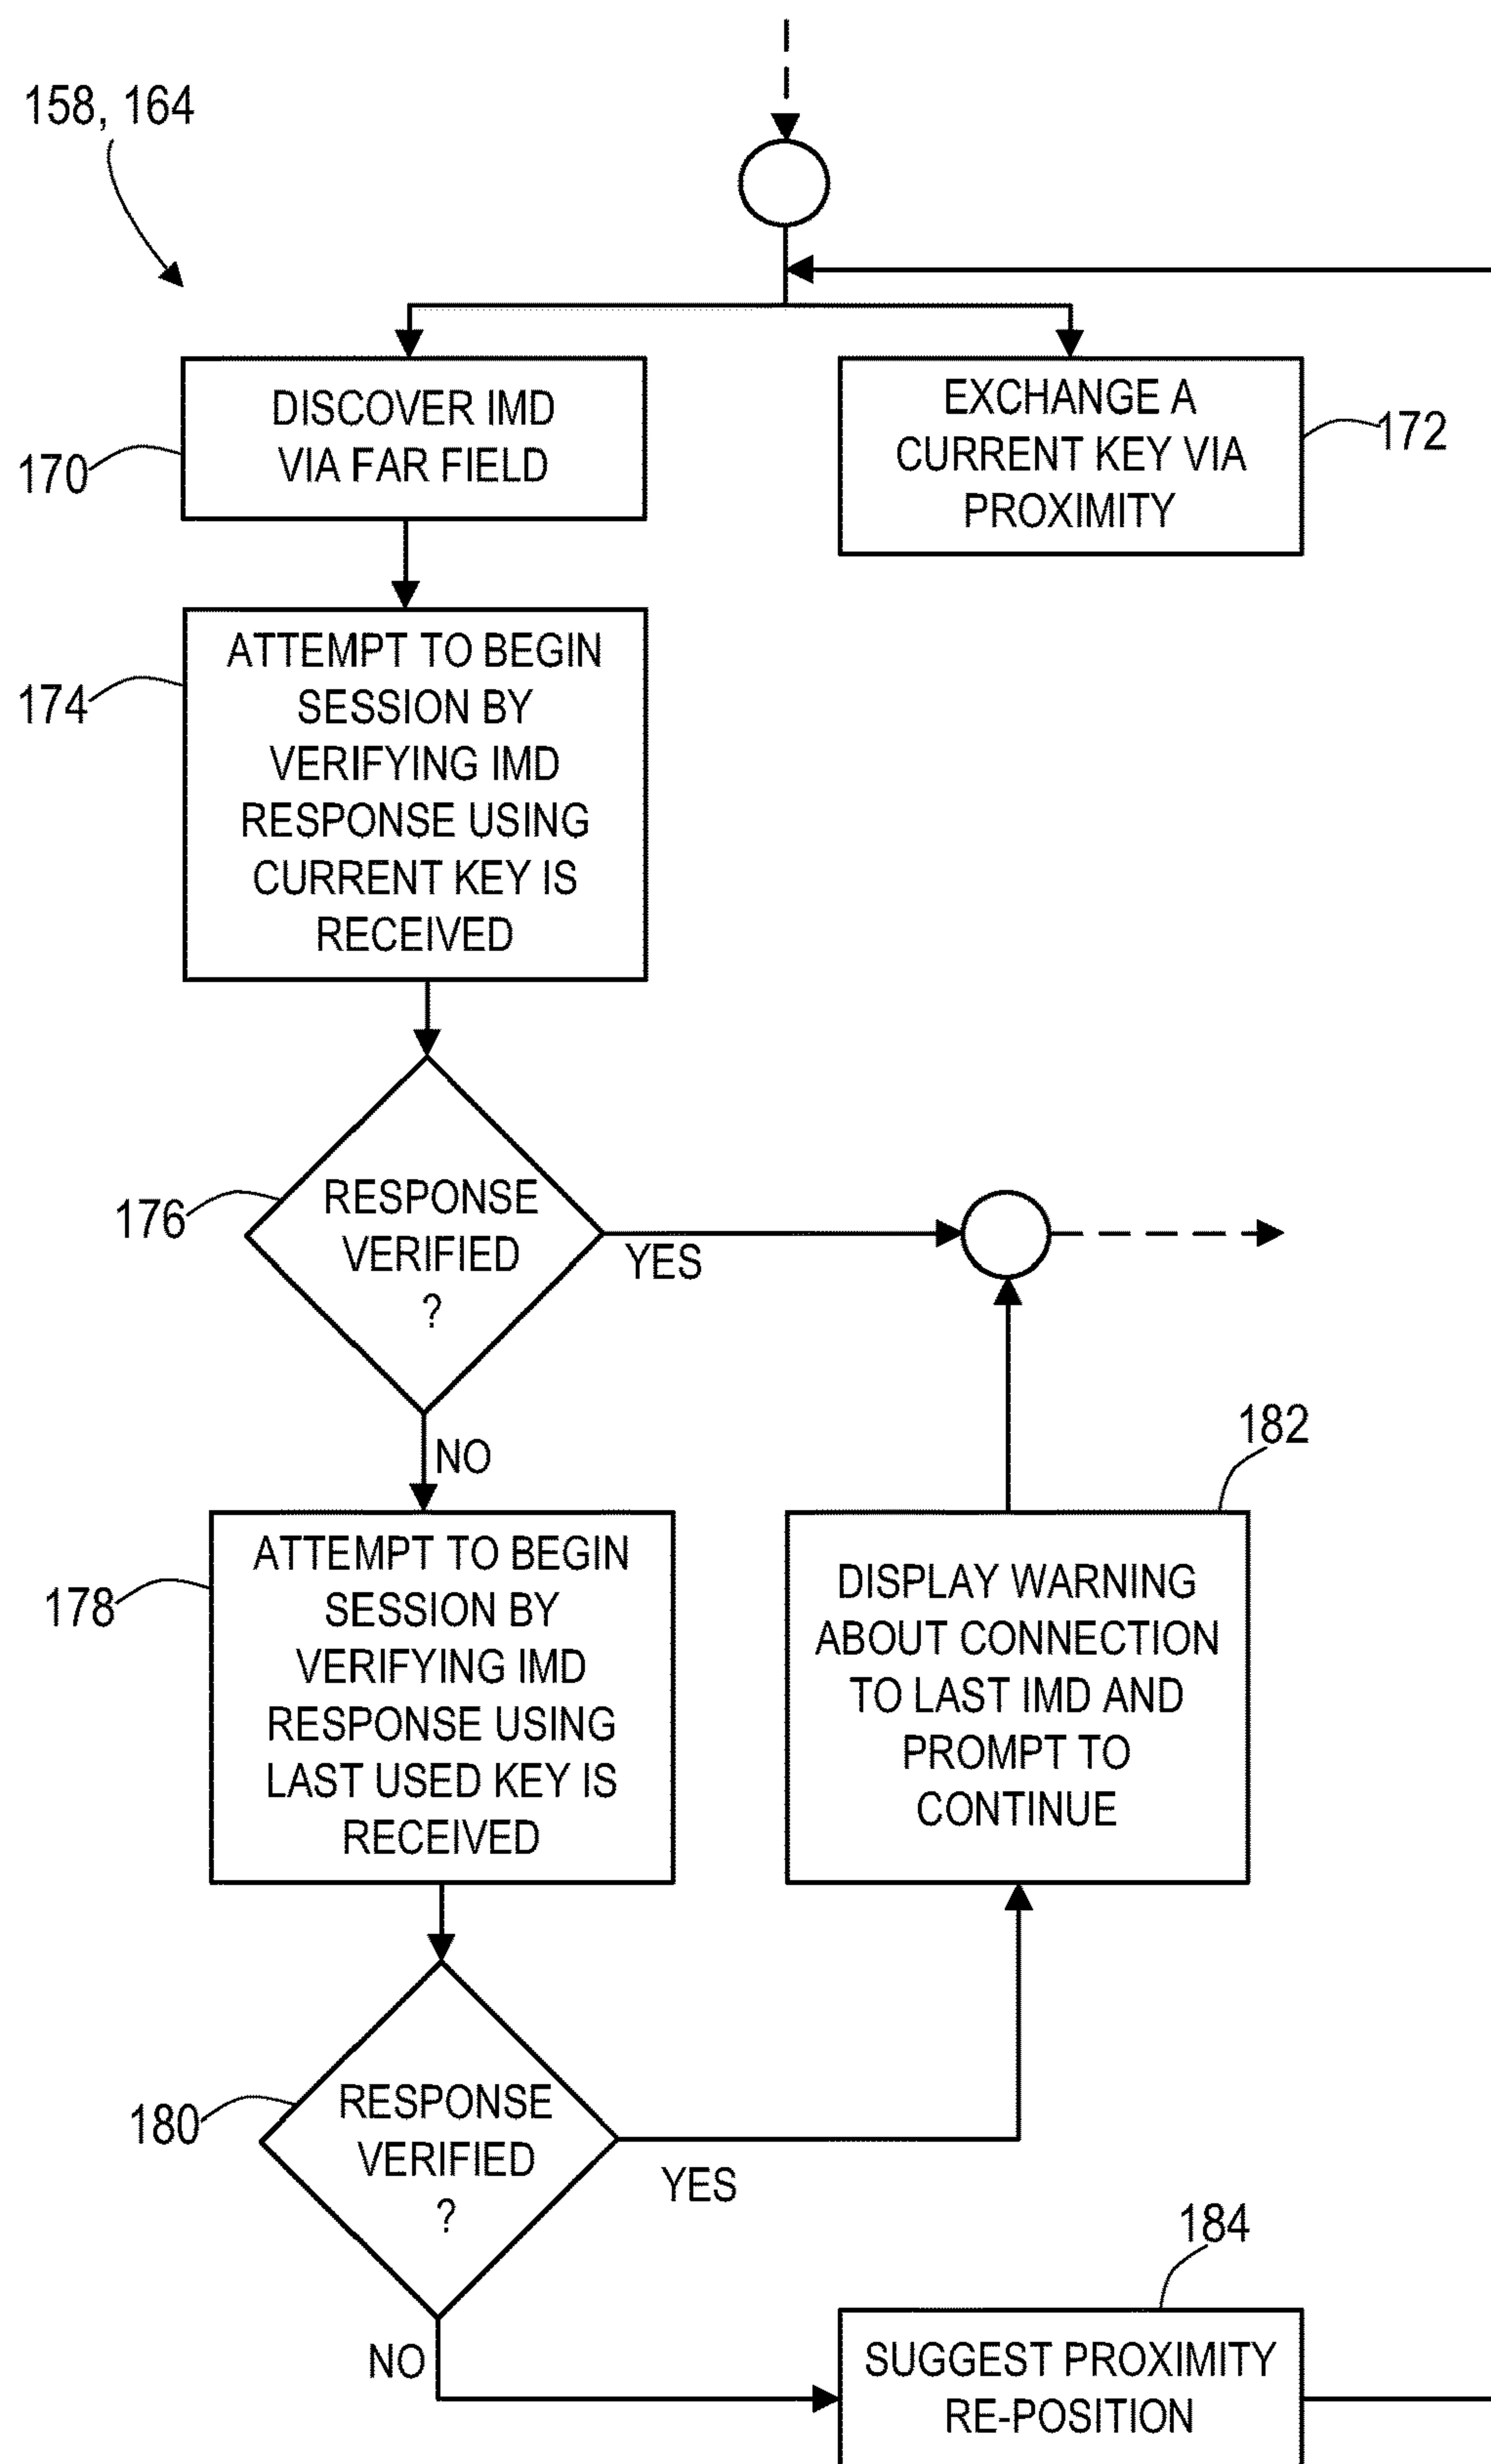 158, 164
DISCOVER IMD
VIA FAR FIELD
170
EXCHANGE A
CURRENT KEY VIA
PROXIMITY
172
ATTEMPT TO BEGIN
SESSION BY
VERIFYING IMD
RESPONSE USING
CURRENT KEY IS
RECEIVED
174
RESPONSE
VERIFIED
?
176
YES
NO
ATTEMPT TO BEGIN
SESSION BY
VERIFYING IMD
RESPONSE USING
LAST USED KEY IS
RECEIVED
178
182
DISPLAY WARNING
ABOUT CONNECTION
TO LAST IMD AND
PROMPT TO
CONTINUE
RESPONSE
VERIFIED
?
180
YES
NO
184
SUGGEST PROXIMITY
RE-POSITION